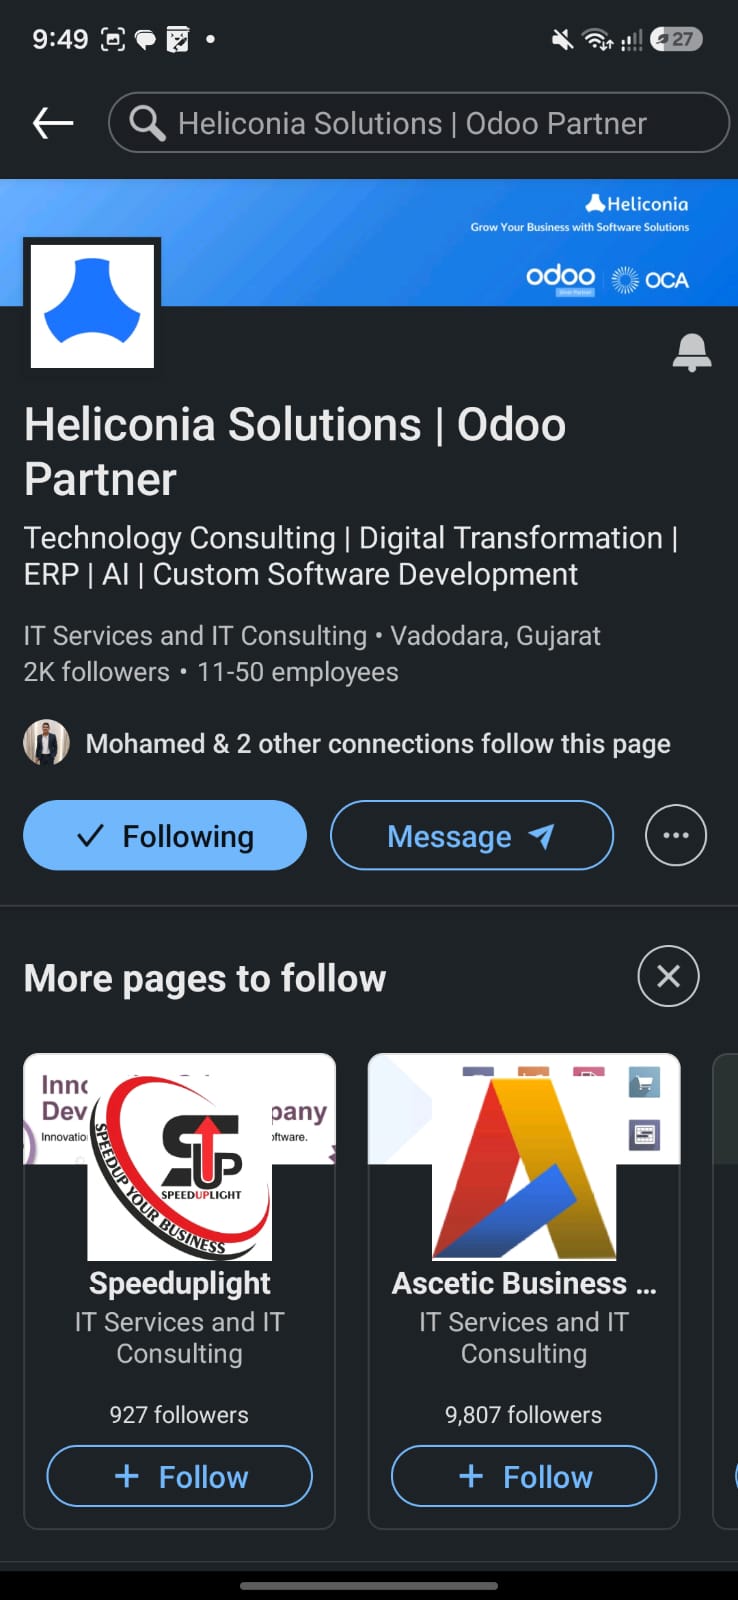 9:49
27
Heliconia Solutions | Odoo Partner
Heliconia
Grow Your Business with Software Solutions
odoo
OCA
Heliconia Solutions | Odoo
Partner
Technology Consulting | Digital Transformation |
ERP | AI | Custom Software Development
IT Services and IT Consulting • Vadodara, Gujarat
2K followers • 11-50 employees
Mohamed & 2 other connections follow this page
Following
Message
More pages to follow
Dev
pany
SUP
SPEEDUPLIGHT
SPEEDUP YOUR BUSINESS
Speeduplight
IT Services and IT
Consulting
927 followers
+ Follow
Ascetic Business ...
IT Services and IT
Consulting
9,807 followers
+ Follow